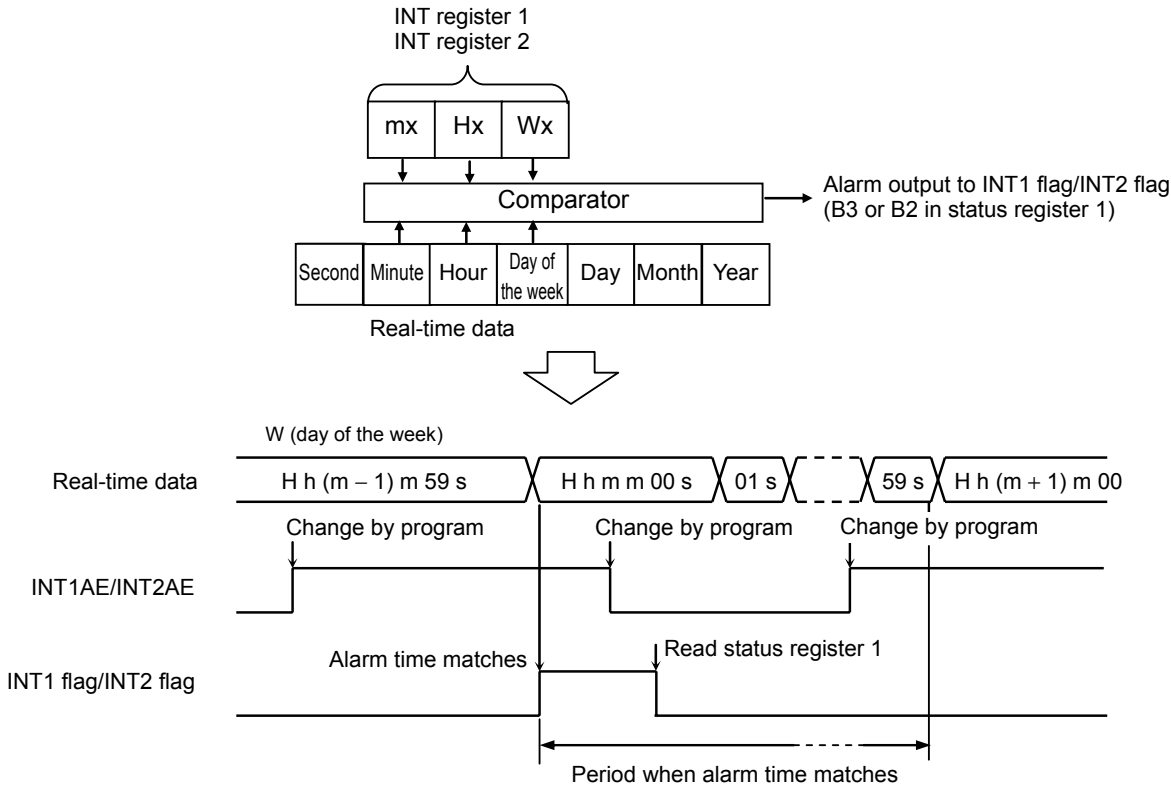 INT register 1
INT register 2
mx Hx Wx
Comparator
Alarm output to INT1 flag/INT2 flag
(B3 or B2 in status register 1)
Second Minute Hour Day of the week Day Month Year
Real-time data
W (day of the week)
Real-time data H h (m − 1) m 59 s H h m m 00 s 01 s 59 s H h (m + 1) m 00
Change by program Change by program Change by program
INT1AE/INT2AE
Alarm time matches Read status register 1
INT1 flag/INT2 flag
Period when alarm time matches